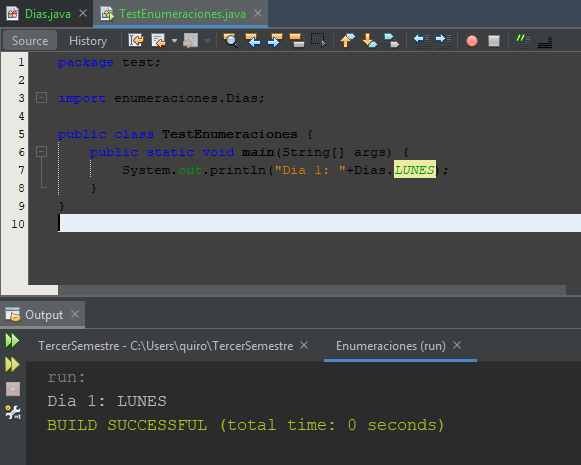 Dias.java × TestEnumeraciones.java ×
Source History
1 package test;
2
3 import enumeraciones.Dias;
4
5 public class TestEnumeraciones {
6 public static void main(String[] args) {
7 System.out.println("Dia 1: "+Dias.LUNES);
8 }
9 }
10
Output ×
TercerSemestre - C:\Users\quiro\TercerSemestre × Enumeraciones (run) ×
run:
Dia 1: LUNES
BUILD SUCCESSFUL (total time: 0 seconds)